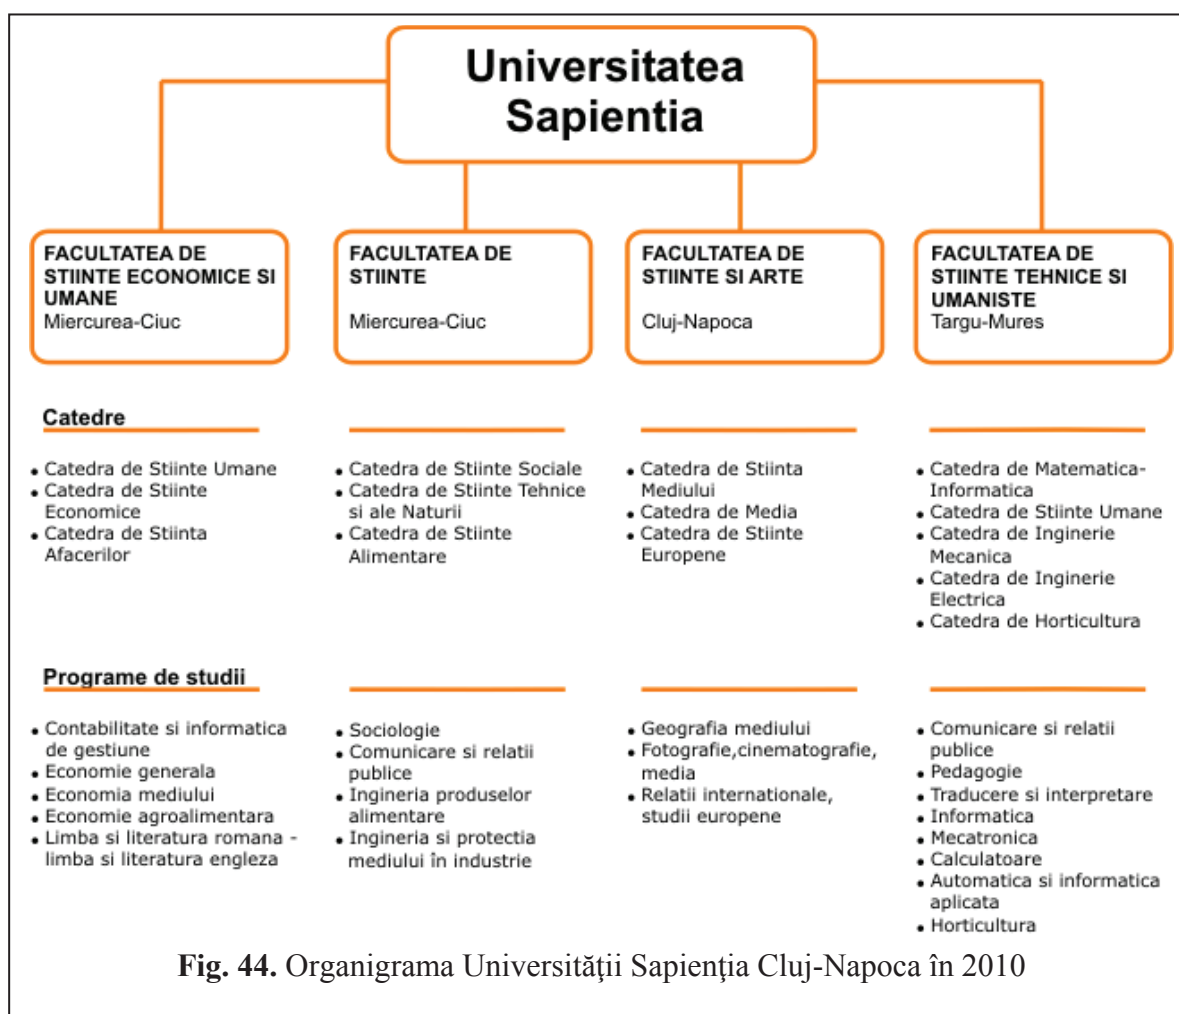 Universitatea
Sapientia
FACULTATEA DE
STIINTE ECONOMICE SI
UMANE
Miercurea-Ciuc
FACULTATEA DE
STIINTE
Miercurea-Ciuc
FACULTATEA DE
STIINTE SI ARTE
Cluj-Napoca
FACULTATEA DE
STIINTE TEHNICE SI
UMANISTE
Targu-Mures
Catedre
• Catedra de Stiinte Umane
• Catedra de Stiinte
Economice
• Catedra de Stiinta
Afacerilor
• Catedra de Stiinte Sociale
• Catedra de Stiinte Tehnice
si ale Naturii
• Catedra de Stiinte
Alimentare
• Catedra de Stiinta
Mediului
• Catedra de Media
• Catedra de Stiinte
Europene
• Catedra de Matematica-
Informatica
• Catedra de Stiinte Umane
• Catedra de Inginerie
Mecanica
• Catedra de Inginerie
Electrica
• Catedra de Horticultura
Programe de studii
• Contabilitate si informatica
de gestiune
• Economie generala
• Economia mediului
• Economie agroalimentara
• Limba si literatura romana -
limba si literatura engleza
• Sociologie
• Comunicare si relatii
publice
• Ingineria produselor
alimentare
• Ingineria si protectia
mediului în industrie
• Geografia mediului
• Fotografie,cinematografie,
media
• Relatii internationale,
studii europene
• Comunicare si relatii
publice
• Pedagogie
• Traducere si interpretare
• Informatica
• Mecatronica
• Calculatoare
• Automatica si informatica
aplicata
• Horticultura
Fig. 44. Organigrama Universităţii Sapienţia Cluj-Napoca în 2010